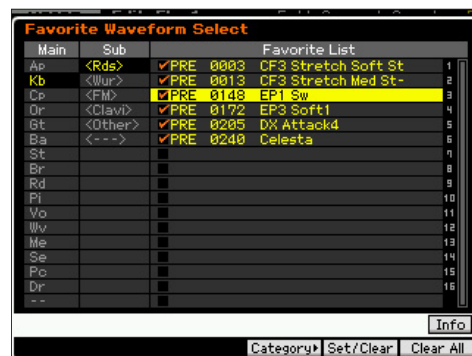 Favorite Waveform Select
Main Sub Favorite List
Ap <Rds> PRE 0003 CF3 Stretch Soft St 1
Kb <Wur> PRE 0013 CF3 Stretch Med St- 2
Cp <FM> PRE 0148 EP1 Sw 3
Or <Clavi> PRE 0172 EP3 Soft1 4
Gt <Other> PRE 0205 DX Attack4 5
Ba <---> PRE 0240 Celesta 6
St 7
Br 8
Rd 9
Pi 10
Vo 11
Wv 12
Me 13
Se 14
Pc 15
Dr 16
--
Info
Category Set/Clear Clear All